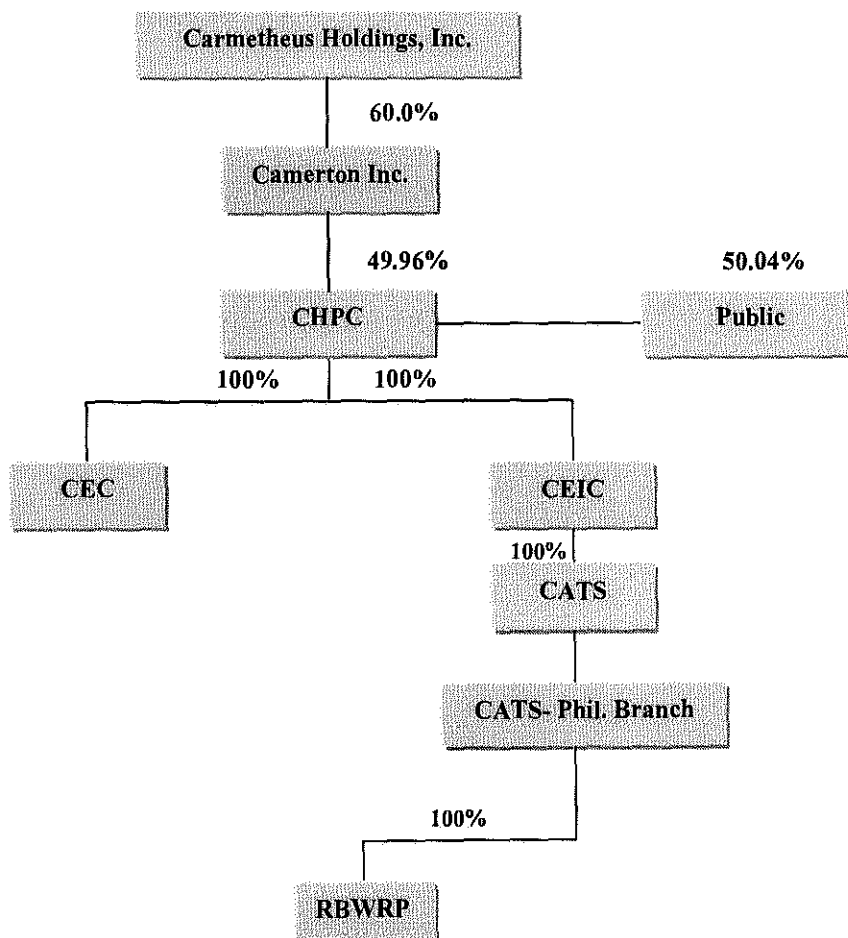 Carmetheus Holdings, Inc.
60.0%
Camerton Inc.
49.96%
50.04%
CHPC
Public
100%
100%
CEC
CEIC
100%
CATS
CATS- Phil. Branch
100%
RBWRP